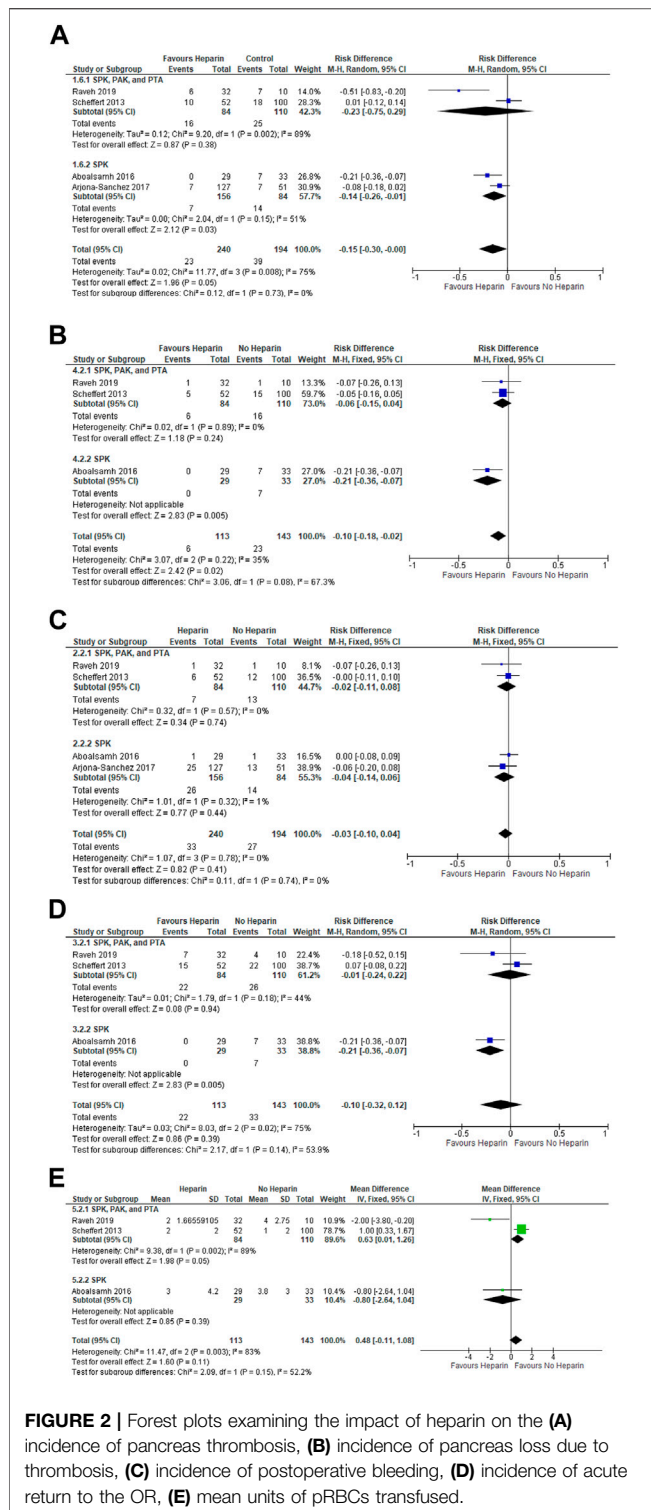 A
Favours Heparin Control Risk Difference Risk Difference
Study or Subgroup Events Total Events Total Weight M-H, Random, 95% CI M-H, Random, 95% CI
1.6.1 SPK, PAK, and PTA
Raveh 2019 6 32 7 10 14.0% -0.51 [-0.83, -0.20]
Scheffert 2013 10 52 18 100 28.3% 0.01 [-0.12, 0.14]
Subtotal (95% CI) 84 110 42.3% -0.23 [-0.75, 0.29]
Total events 16 25
Heterogeneity: Tau² = 0.12; Chi² = 9.20, df = 1 (P = 0.002); I² = 89%
Test for overall effect: Z = 0.87 (P = 0.38)
1.6.2 SPK
Aboalsamh 2016 0 29 7 33 26.8% -0.21 [-0.36, -0.07]
Arjona-Sanchez 2017 7 127 7 51 30.9% -0.08 [-0.18, 0.02]
Subtotal (95% CI) 156 84 57.7% -0.14 [-0.26, -0.01]
Total events 7 14
Heterogeneity: Tau² = 0.00; Chi² = 2.04, df = 1 (P = 0.15); I² = 51%
Test for overall effect: Z = 2.12 (P = 0.03)
Total (95% CI) 240 194 100.0% -0.15 [-0.30, -0.00]
Total events 23 39
Heterogeneity: Tau² = 0.02; Chi² = 11.77, df = 3 (P = 0.008); I² = 75%
Test for overall effect: Z = 1.96 (P = 0.05)
Test for subgroup differences: Chi² = 0.12, df = 1 (P = 0.73), I² = 0%
-1 -0.5 0 0.5 1
Favours Heparin Favours No Heparin
B
Favours Heparin No Heparin Risk Difference Risk Difference
Study or Subgroup Events Total Events Total Weight M-H, Fixed, 95% CI M-H, Fixed, 95% CI
4.2.1 SPK, PAK, and PTA
Raveh 2019 1 32 1 10 13.3% -0.07 [-0.26, 0.13]
Scheffert 2013 5 52 15 100 59.7% -0.05 [-0.16, 0.05]
Subtotal (95% CI) 84 110 73.0% -0.06 [-0.15, 0.04]
Total events 6 16
Heterogeneity: Chi² = 0.02, df = 1 (P = 0.89); I² = 0%
Test for overall effect: Z = 1.18 (P = 0.24)
4.2.2 SPK
Aboalsamh 2016 0 29 7 33 27.0% -0.21 [-0.36, -0.07]
Subtotal (95% CI) 29 33 27.0% -0.21 [-0.36, -0.07]
Total events 0 7
Heterogeneity: Not applicable
Test for overall effect: Z = 2.83 (P = 0.005)
Total (95% CI) 113 143 100.0% -0.10 [-0.18, -0.02]
Total events 6 23
Heterogeneity: Chi² = 3.07, df = 2 (P = 0.22); I² = 35%
Test for overall effect: Z = 2.42 (P = 0.02)
Test for subgroup differences: Chi² = 3.06, df = 1 (P = 0.08), I² = 67.3%
-1 -0.5 0 0.5 1
Favours Heparin Favours No Heparin
C
Heparin No Heparin Risk Difference Risk Difference
Study or Subgroup Events Total Events Total Weight M-H, Fixed, 95% CI M-H, Fixed, 95% CI
2.2.1 SPK, PAK, and PTA
Raveh 2019 1 32 1 10 8.1% -0.07 [-0.26, 0.13]
Scheffert 2013 6 52 12 100 36.5% -0.00 [-0.11, 0.10]
Subtotal (95% CI) 84 110 44.7% -0.02 [-0.11, 0.08]
Total events 7 13
Heterogeneity: Chi² = 0.32, df = 1 (P = 0.57); I² = 0%
Test for overall effect: Z = 0.34 (P = 0.74)
2.2.2 SPK
Aboalsamh 2016 1 29 1 33 16.5% 0.00 [-0.08, 0.09]
Arjona-Sanchez 2017 25 127 13 51 38.9% -0.06 [-0.20, 0.08]
Subtotal (95% CI) 156 84 55.3% -0.04 [-0.14, 0.06]
Total events 26 14
Heterogeneity: Chi² = 1.01, df = 1 (P = 0.32); I² = 1%
Test for overall effect: Z = 0.77 (P = 0.44)
Total (95% CI) 240 194 100.0% -0.03 [-0.10, 0.04]
Total events 33 27
Heterogeneity: Chi² = 1.07, df = 3 (P = 0.78); I² = 0%
Test for overall effect: Z = 0.82 (P = 0.41)
Test for subgroup differences: Chi² = 0.11, df = 1 (P = 0.74), I² = 0%
-1 -0.5 0 0.5 1
Favours Heparin Favours No Heparin
D
Favours Heparin No Heparin Risk Difference Risk Difference
Study or Subgroup Events Total Events Total Weight M-H, Random, 95% CI M-H, Random, 95% CI
3.2.1 SPK, PAK, and PTA
Raveh 2019 7 32 4 10 22.4% -0.18 [-0.52, 0.15]
Scheffert 2013 15 52 22 100 38.7% 0.07 [-0.08, 0.22]
Subtotal (95% CI) 84 110 61.2% -0.01 [-0.24, 0.22]
Total events 22 26
Heterogeneity: Tau² = 0.01; Chi² = 1.79, df = 1 (P = 0.18); I² = 44%
Test for overall effect: Z = 0.08 (P = 0.94)
3.2.2 SPK
Aboalsamh 2016 0 29 7 33 38.8% -0.21 [-0.36, -0.07]
Subtotal (95% CI) 29 33 38.8% -0.21 [-0.36, -0.07]
Total events 0 7
Heterogeneity: Not applicable
Test for overall effect: Z = 2.83 (P = 0.005)
Total (95% CI) 113 143 100.0% -0.10 [-0.32, 0.12]
Total events 22 33
Heterogeneity: Tau² = 0.03; Chi² = 8.03, df = 2 (P = 0.02); I² = 75%
Test for overall effect: Z = 0.86 (P = 0.39)
Test for subgroup differences: Chi² = 2.17, df = 1 (P = 0.14), I² = 53.9%
-1 -0.5 0 0.5 1
Favours Heparin Favours No Heparin
E
Heparin No Heparin Mean Difference Mean Difference
Study or Subgroup Mean SD Total Mean SD Total Weight IV, Fixed, 95% CI IV, Fixed, 95% CI
5.2.1 SPK, PAK, and PTA
Raveh 2019 2 1.66559105 32 4 2.75 10 10.9% -2.00 [-3.80, -0.20]
Scheffert 2013 2 2 52 1 2 100 78.7% 1.00 [0.33, 1.67]
Subtotal (95% CI) 84 110 89.6% 0.63 [0.01, 1.26]
Heterogeneity: Chi² = 9.38, df = 1 (P = 0.002); I² = 89%
Test for overall effect: Z = 1.98 (P = 0.05)
5.2.2 SPK
Aboalsamh 2016 3 4.2 29 3.8 3 33 10.4% -0.80 [-2.64, 1.04]
Subtotal (95% CI) 29 33 10.4% -0.80 [-2.64, 1.04]
Heterogeneity: Not applicable
Test for overall effect: Z = 0.85 (P = 0.39)
Total (95% CI) 113 143 100.0% 0.48 [-0.11, 1.08]
Heterogeneity: Chi² = 11.47, df = 2 (P = 0.003); I² = 83%
Test for overall effect: Z = 1.60 (P = 0.11)
Test for subgroup differences: Chi² = 2.09, df = 1 (P = 0.15), I² = 52.2%
-4 -2 0 2 4
Favours Heparin Favours No Heparin
FIGURE 2 | Forest plots examining the impact of heparin on the (A)
incidence of pancreas thrombosis, (B) incidence of pancreas loss due to
thrombosis, (C) incidence of postoperative bleeding, (D) incidence of acute
return to the OR, (E) mean units of pRBCs transfused.